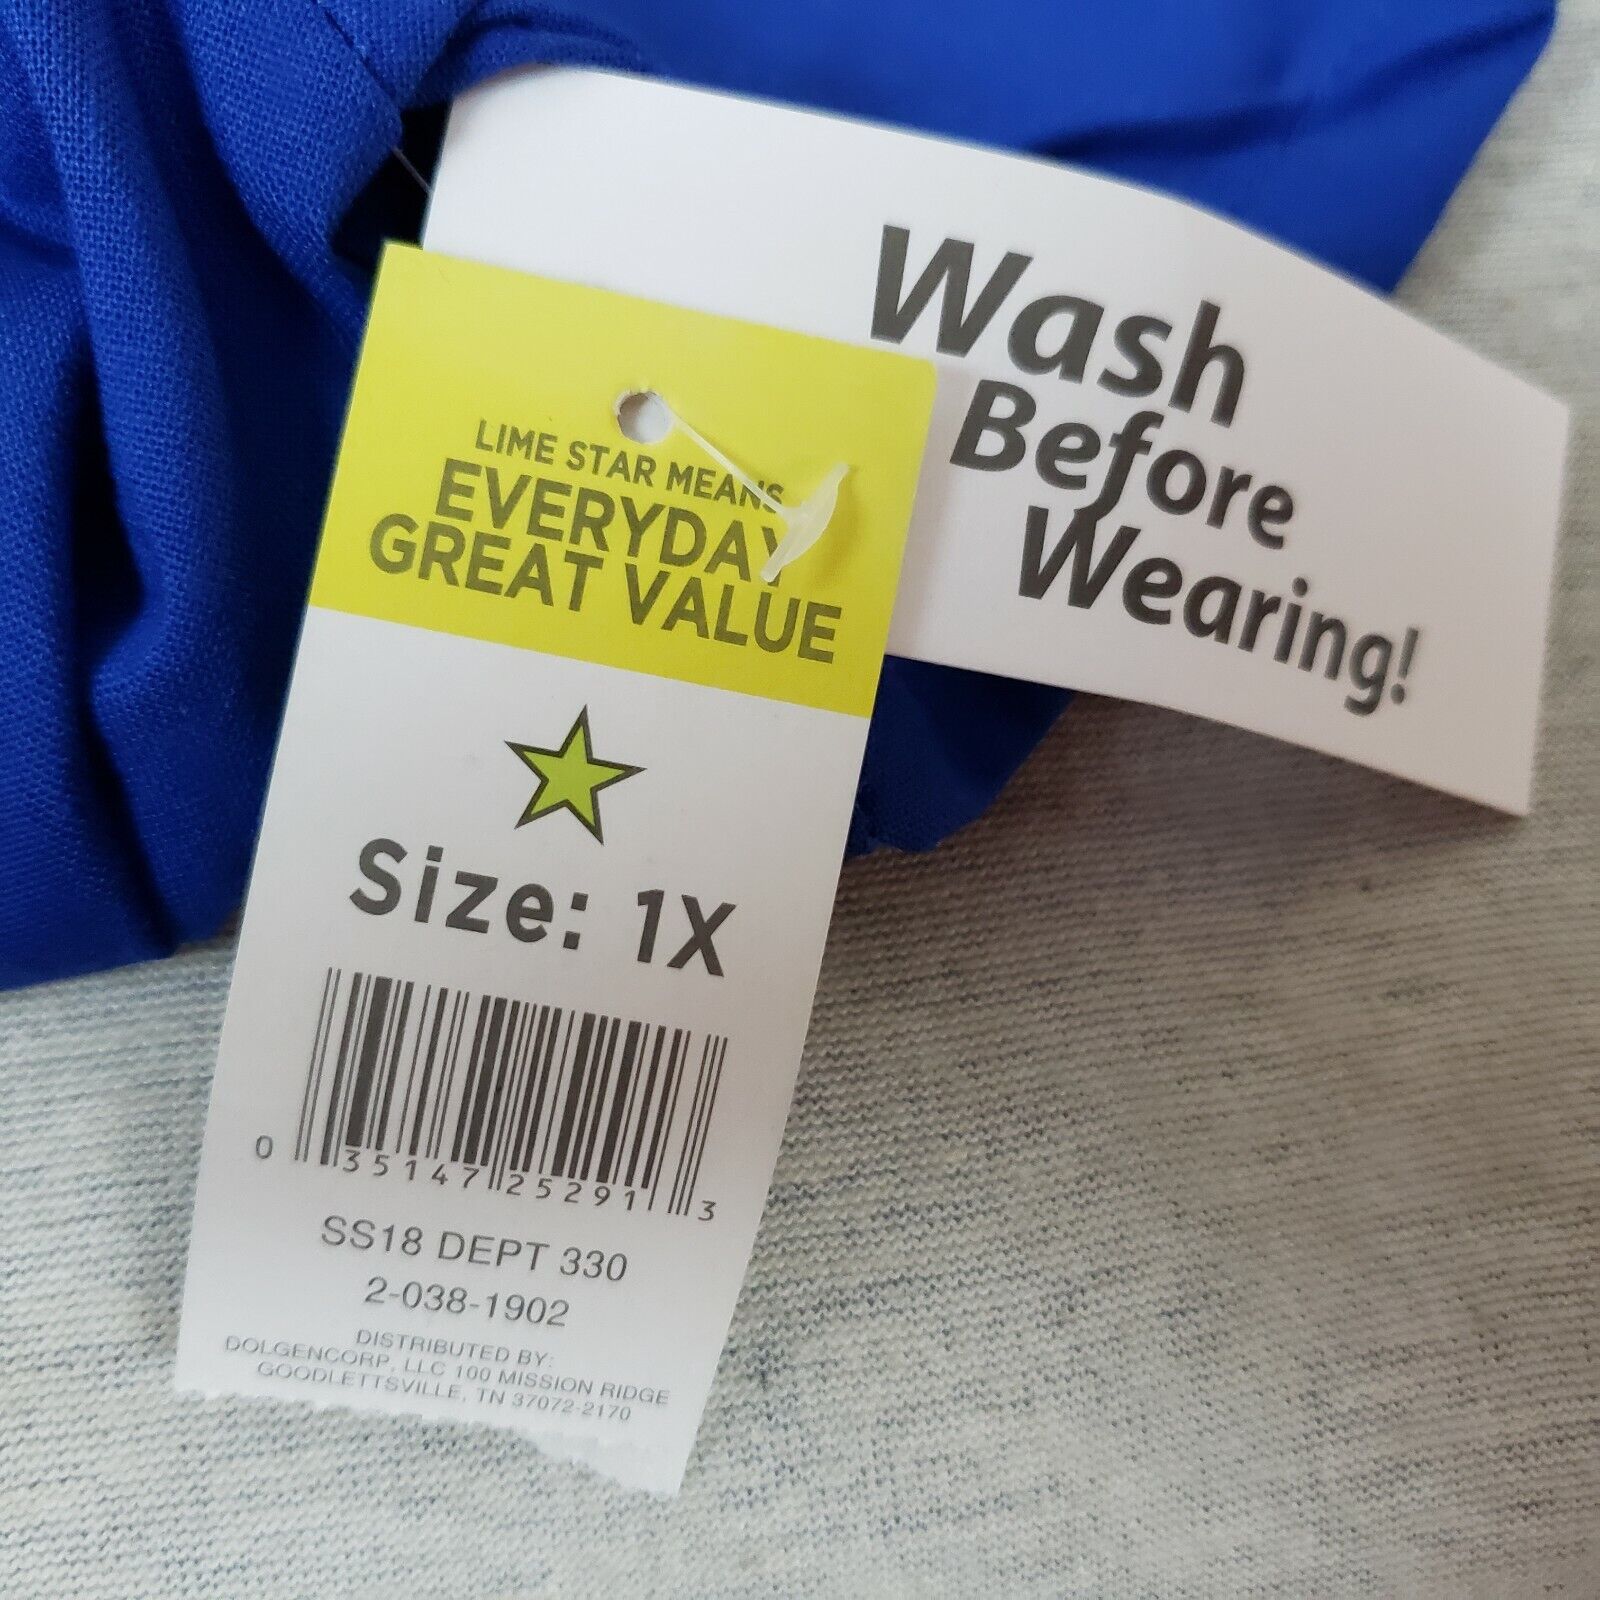 Wash
Before
Wearing!
LIME STAR MEANS
EVERYDAY
GREAT VALUE
Size: 1X
0 35147 25291 3
SS18 DEPT 330
2-038-1902
DISTRIBUTED BY:
DOLGENCORP, LLC 100 MISSION RIDGE
GOODLETTSVILLE, TN 37072-2170